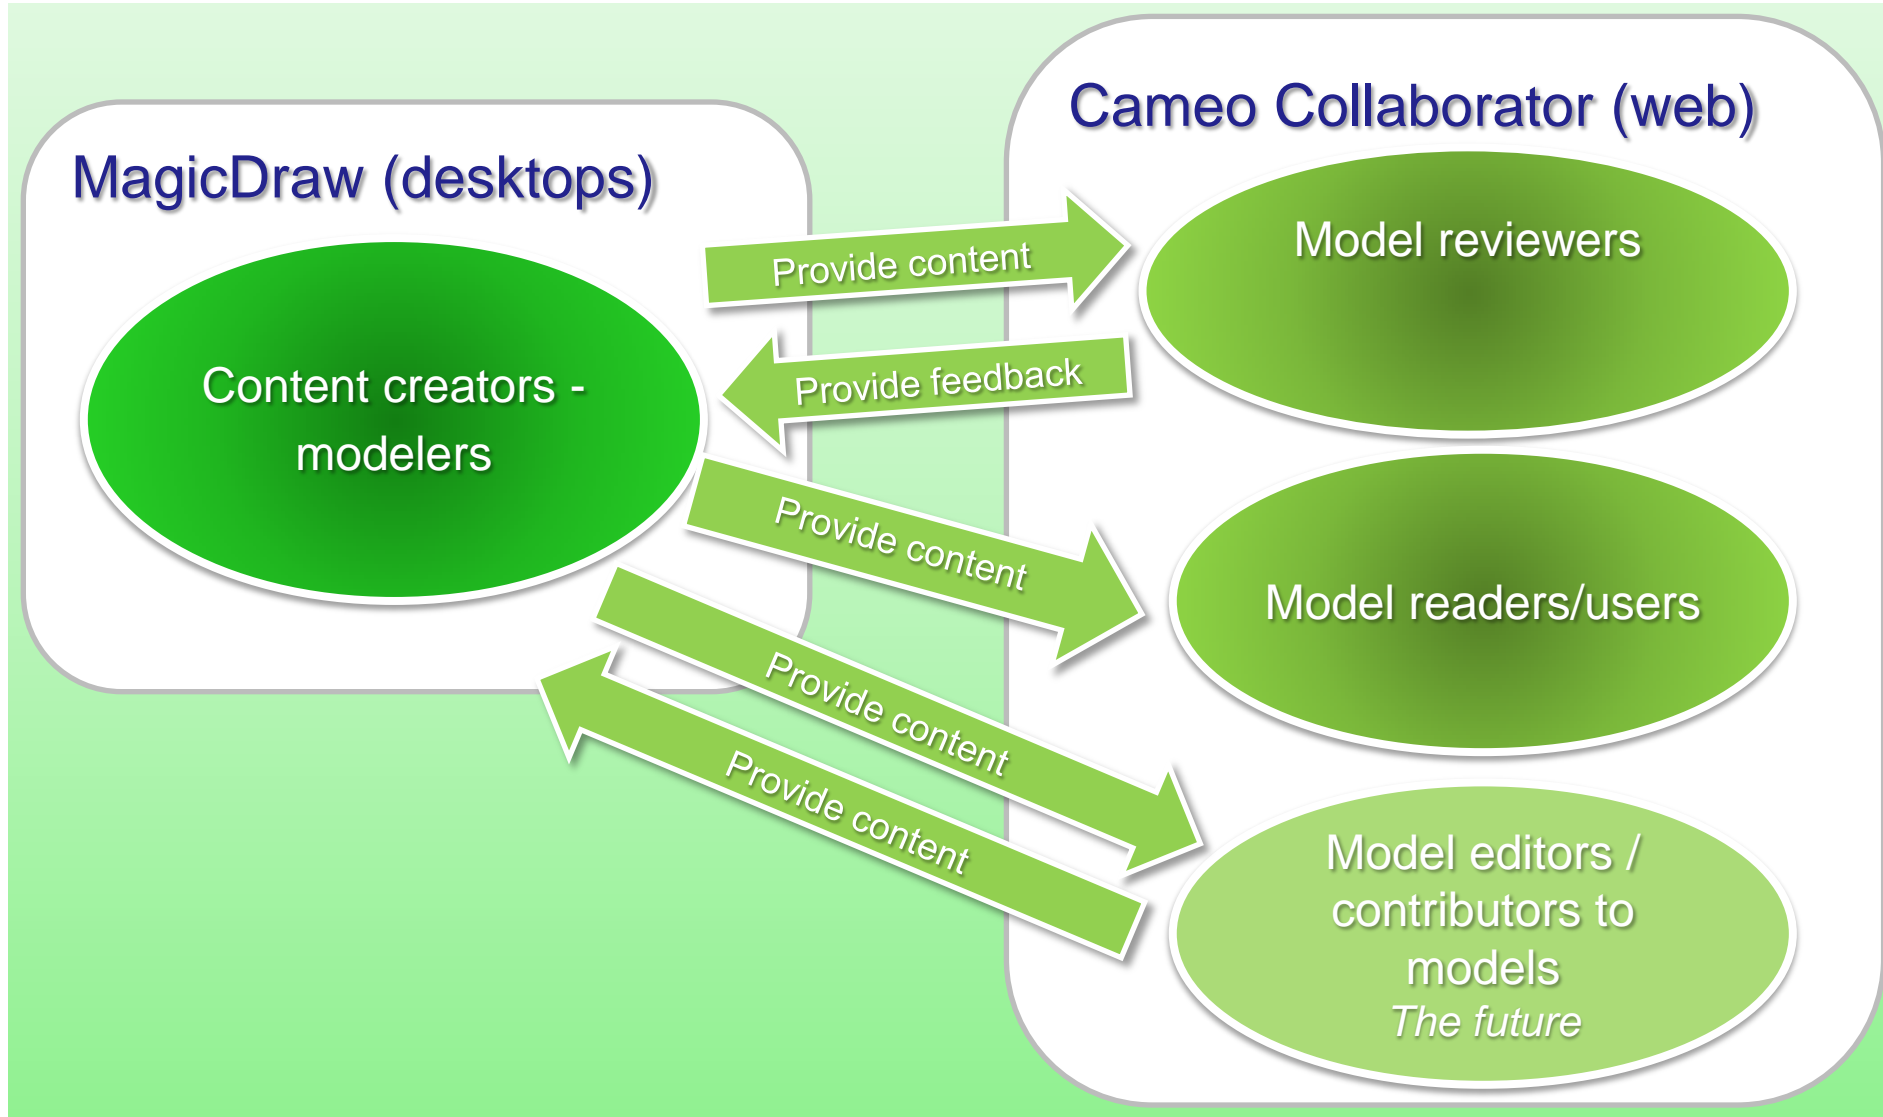 MagicDraw (desktops)
Content creators -
modelers
Provide content
Provide feedback
Provide content
Provide content
Provide content
Cameo Collaborator (web)
Model reviewers
Model readers/users
Model editors /
contributors to
models
The future